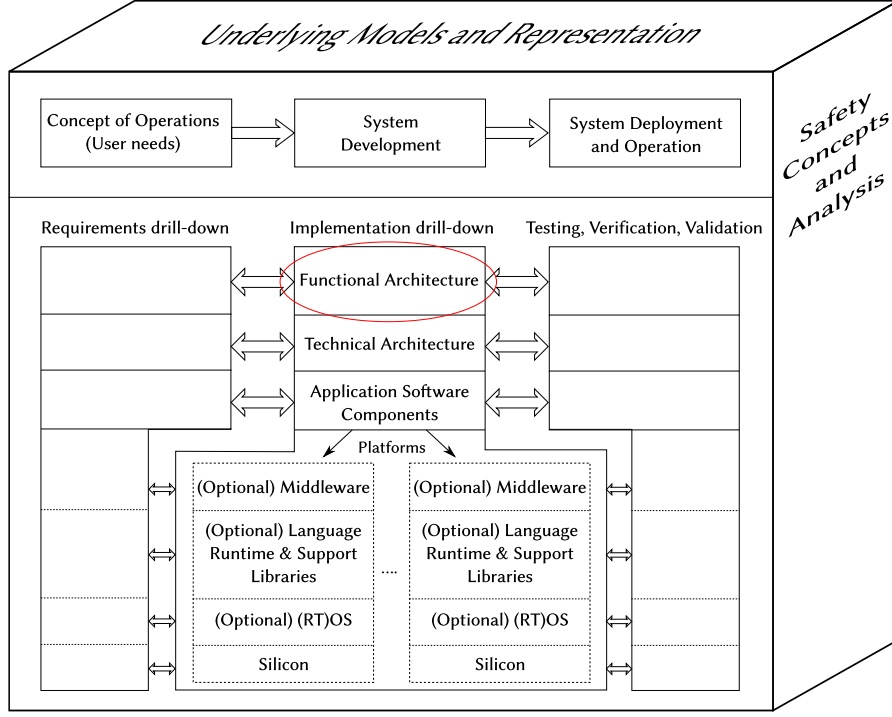 Underlying Models and Representation
Safety
Concepts
and
Analysis
Concept of Operations
(User needs)
System
Development
System Deployment
and Operation
Requirements drill-down
Implementation drill-down
Testing, Verification, Validation
Functional Architecture
Technical Architecture
Application Software
Components
Platforms
(Optional) Middleware
(Optional) Language
Runtime & Support
Libraries
(Optional) (RT)OS
Silicon
....
(Optional) Middleware
(Optional) Language
Runtime & Support
Libraries
(Optional) (RT)OS
Silicon